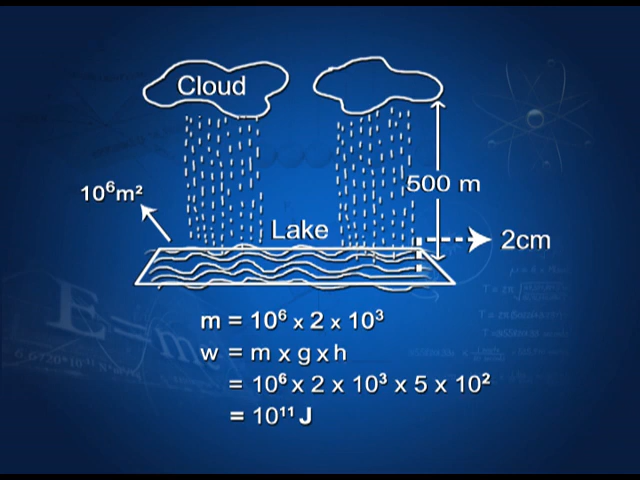 Cloud
500 m
10⁶m²
Lake
2cm
m = 10⁶ x 2 x 10³
w = m x g x h
= 10⁶ x 2 x 10³ x 5 x 10²
= 10¹¹ J